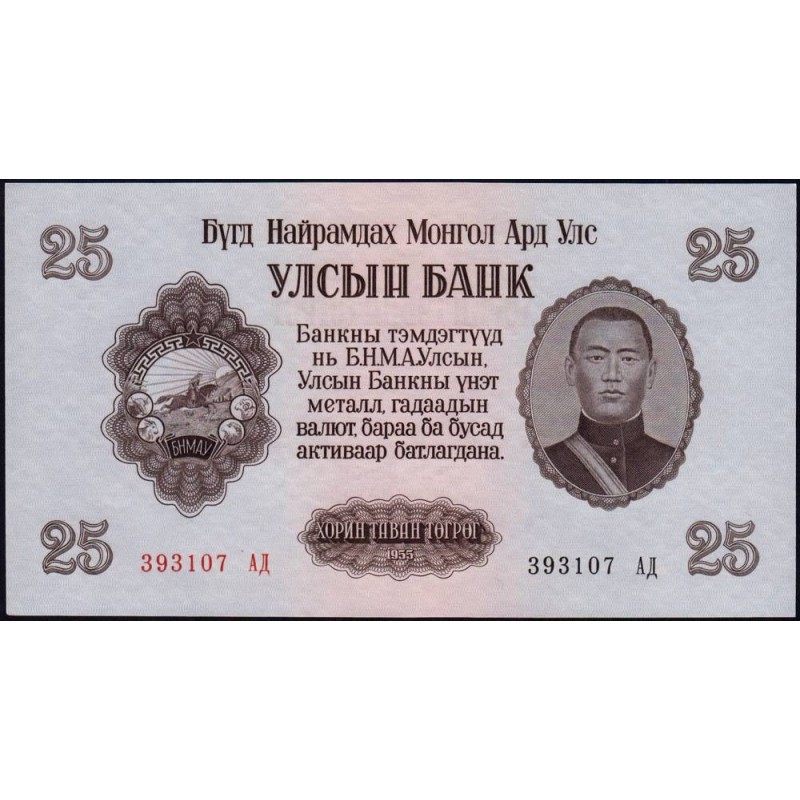 25 Бүгд Найрамдах Монгол Ард Улс 25
УЛСЫН БАНК
Банкны тэмдэгтүүд
нь Б.Н.М.А.Улсын,
Улсын Банкны үнэт
металл, гадаадын
валют, бараа ба бусад
активаар батлагдана.
БНМАУ
25 ХОРИН ТАВАН ТѲГРѲГ 25
1955
393107 АД 393107 АД